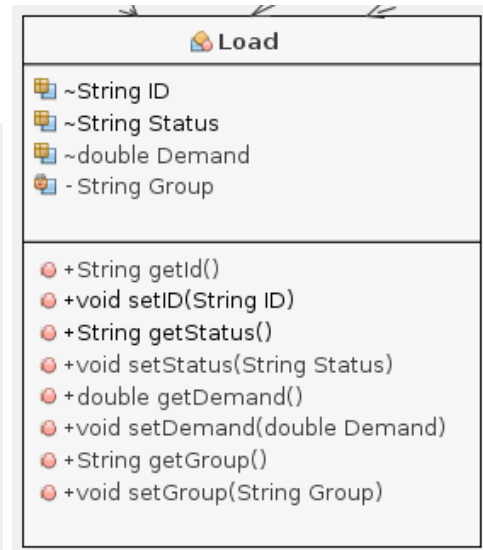 Load
~String ID
~String Status
~double Demand
- String Group
+String getId()
+void setID(String ID)
+String getStatus()
+void setStatus(String Status)
+double getDemand()
+void setDemand(double Demand)
+String getGroup()
+void setGroup(String Group)